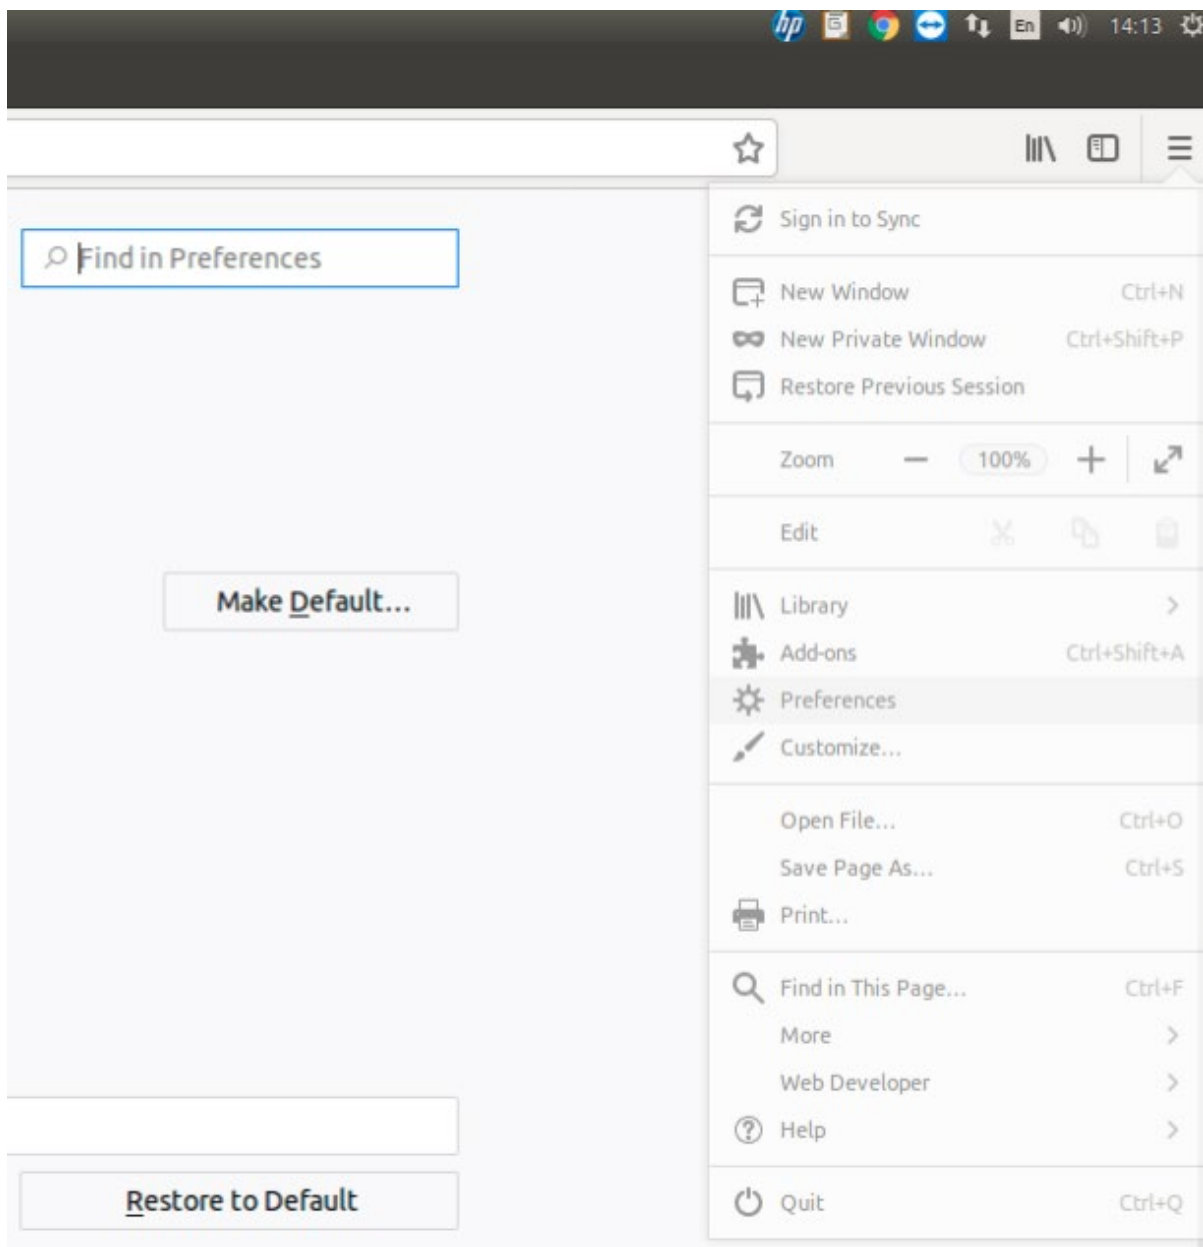 hp En 14:13
Find in Preferences
Sign in to Sync
New Window Ctrl+N
New Private Window Ctrl+Shift+P
Restore Previous Session
Zoom 100%
Edit
Make Default...
Library
Add-ons Ctrl+Shift+A
Preferences
Customize...
Open File... Ctrl+O
Save Page As... Ctrl+S
Print...
Find in This Page... Ctrl+F
More
Web Developer
Help
Restore to Default
Quit Ctrl+Q